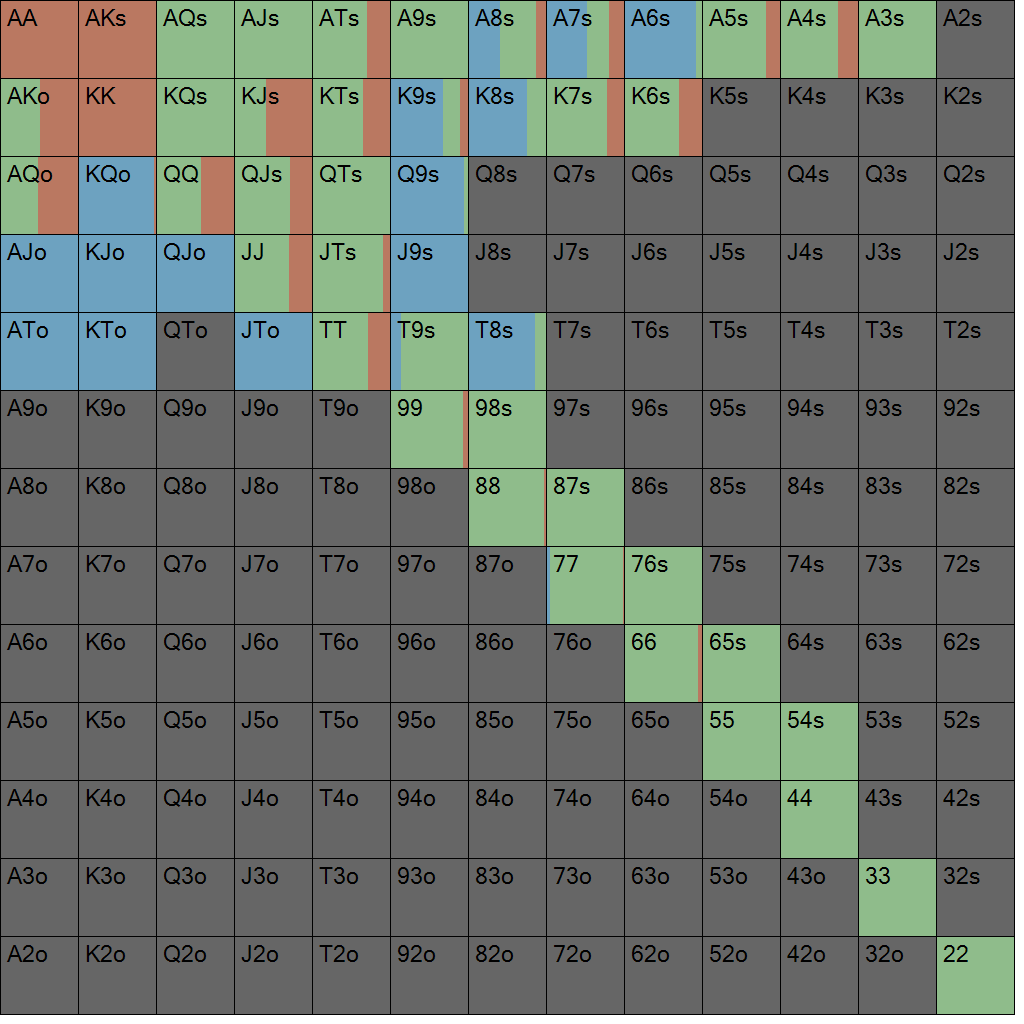 AA AKs AQs AJs ATs A9s A8s A7s A6s A5s A4s A3s A2s
AKo KK KQs KJs KTs K9s K8s K7s K6s K5s K4s K3s K2s
AQo KQo QQ QJs QTs Q9s Q8s Q7s Q6s Q5s Q4s Q3s Q2s
AJo KJo QJo JJ JTs J9s J8s J7s J6s J5s J4s J3s J2s
ATo KTo QTo JTo TT T9s T8s T7s T6s T5s T4s T3s T2s
A9o K9o Q9o J9o T9o 99 98s 97s 96s 95s 94s 93s 92s
A8o K8o Q8o J8o T8o 98o 88 87s 86s 85s 84s 83s 82s
A7o K7o Q7o J7o T7o 97o 87o 77 76s 75s 74s 73s 72s
A6o K6o Q6o J6o T6o 96o 86o 76o 66 65s 64s 63s 62s
A5o K5o Q5o J5o T5o 95o 85o 75o 65o 55 54s 53s 52s
A4o K4o Q4o J4o T4o 94o 84o 74o 64o 54o 44 43s 42s
A3o K3o Q3o J3o T3o 93o 83o 73o 63o 53o 43o 33 32s
A2o K2o Q2o J2o T2o 92o 82o 72o 62o 52o 42o 32o 22